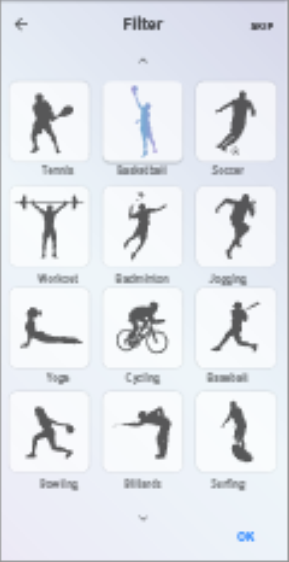 Filter SKIP
Tennis Basketball Soccer
Workout Badminton Jogging
Yoga Cycling Baseball
Bowling Billiards Surfing
OK